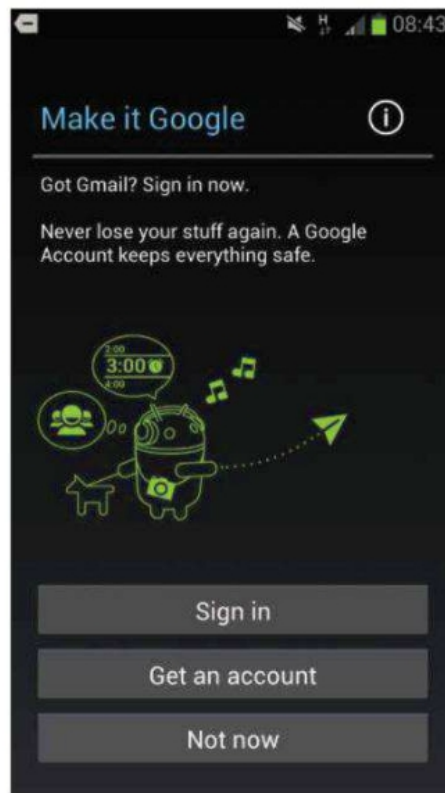 H 08:43
Make it Google
Got Gmail? Sign in now.
Never lose your stuff again. A Google
Account keeps everything safe.
2:00
3:00
4:00
Sign in
Get an account
Not now